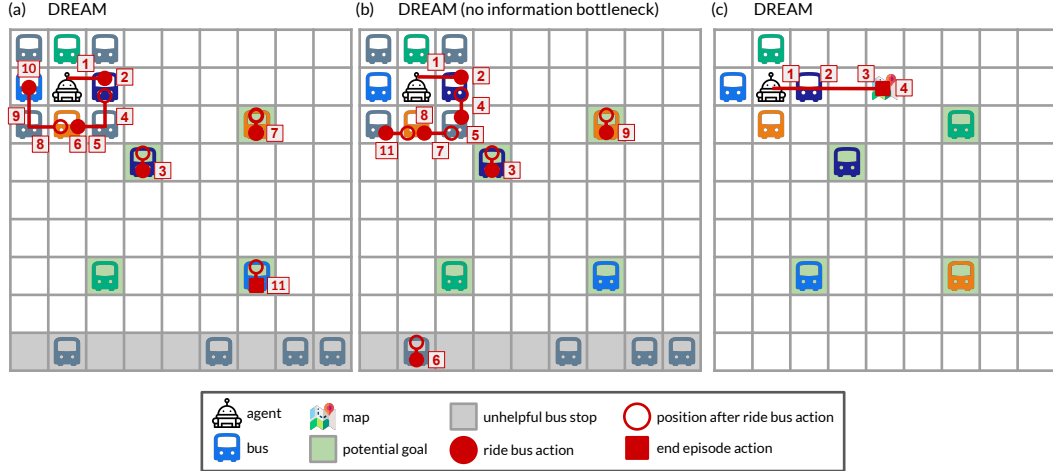 (a) DREAM
(b) DREAM (no information bottleneck)
(c) DREAM
1
10
2
9
4
8
6
5
7
3
11
1
2
4
8
5
7
11
9
3
6
1
2
3
4
agent
map
unhelpful bus stop
position after ride bus action
bus
potential goal
ride bus action
end episode action